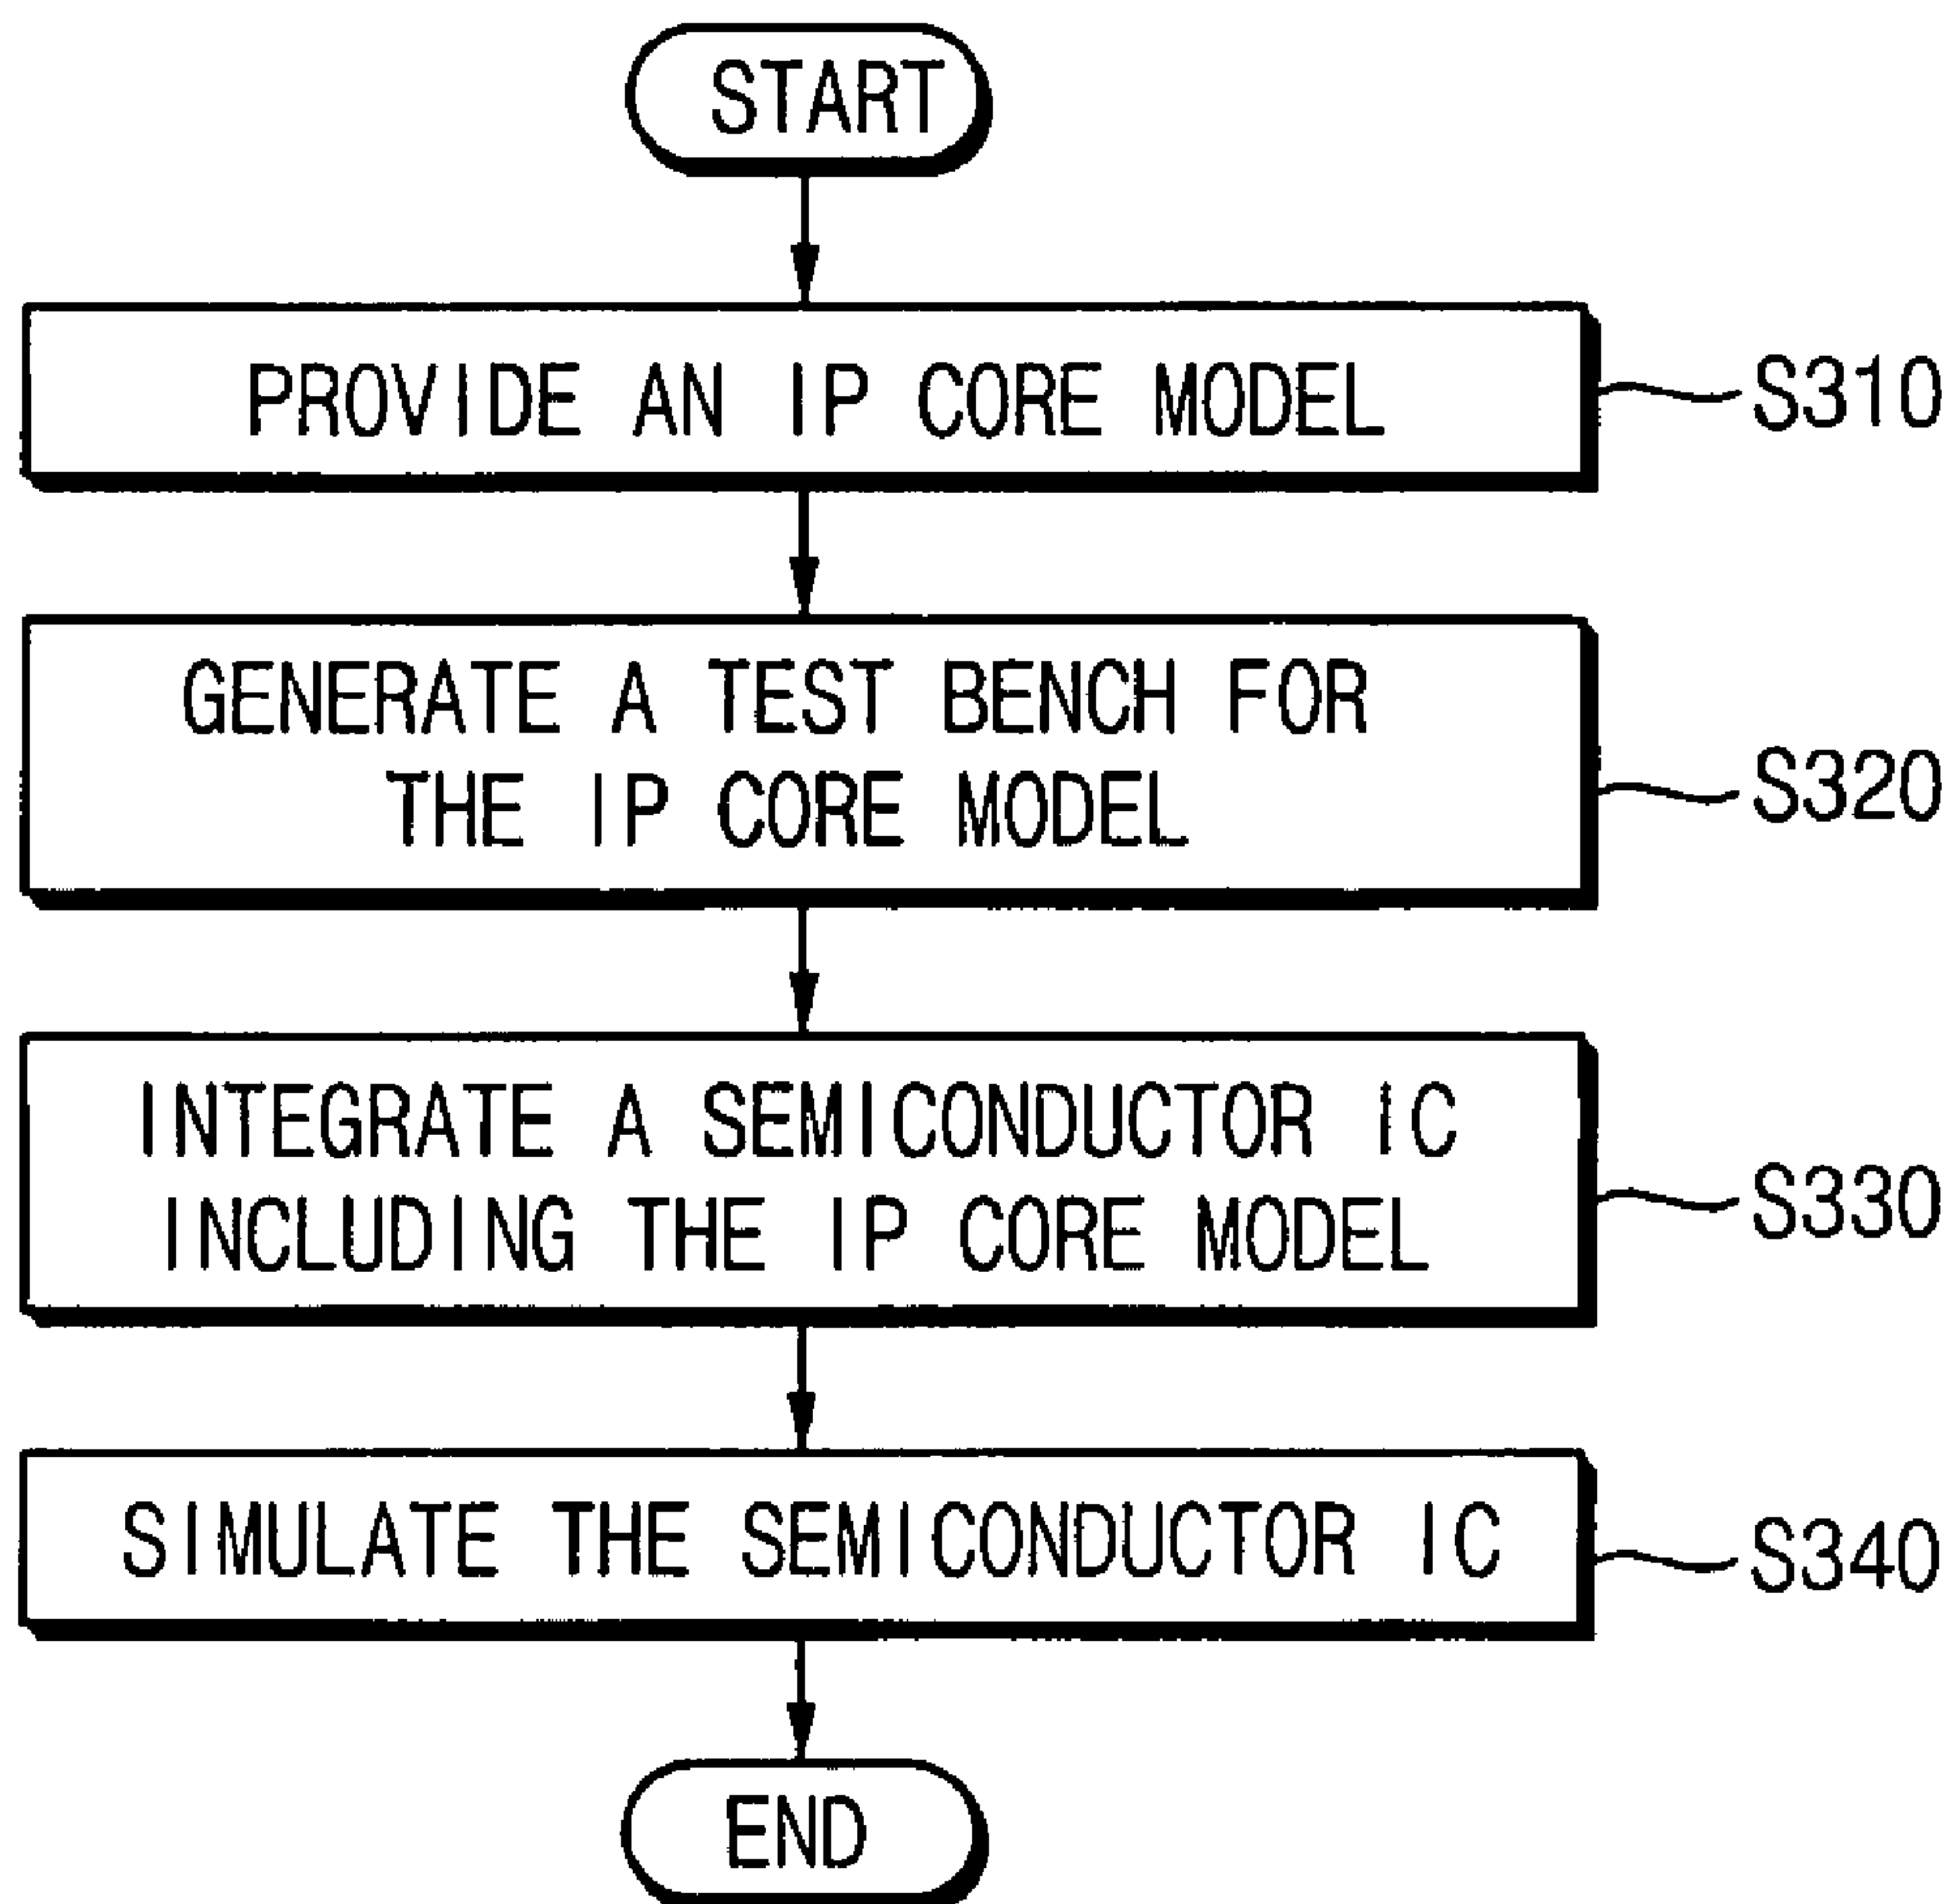 START
PROVIDE AN IP CORE MODEL
S310
GENERATE A TEST BENCH FOR
THE IP CORE MODEL
S320
INTEGRATE A SEMICONDUCTOR IC
INCLUDING THE IP CORE MODEL
S330
SIMULATE THE SEMICONDUCTOR IC
S340
END